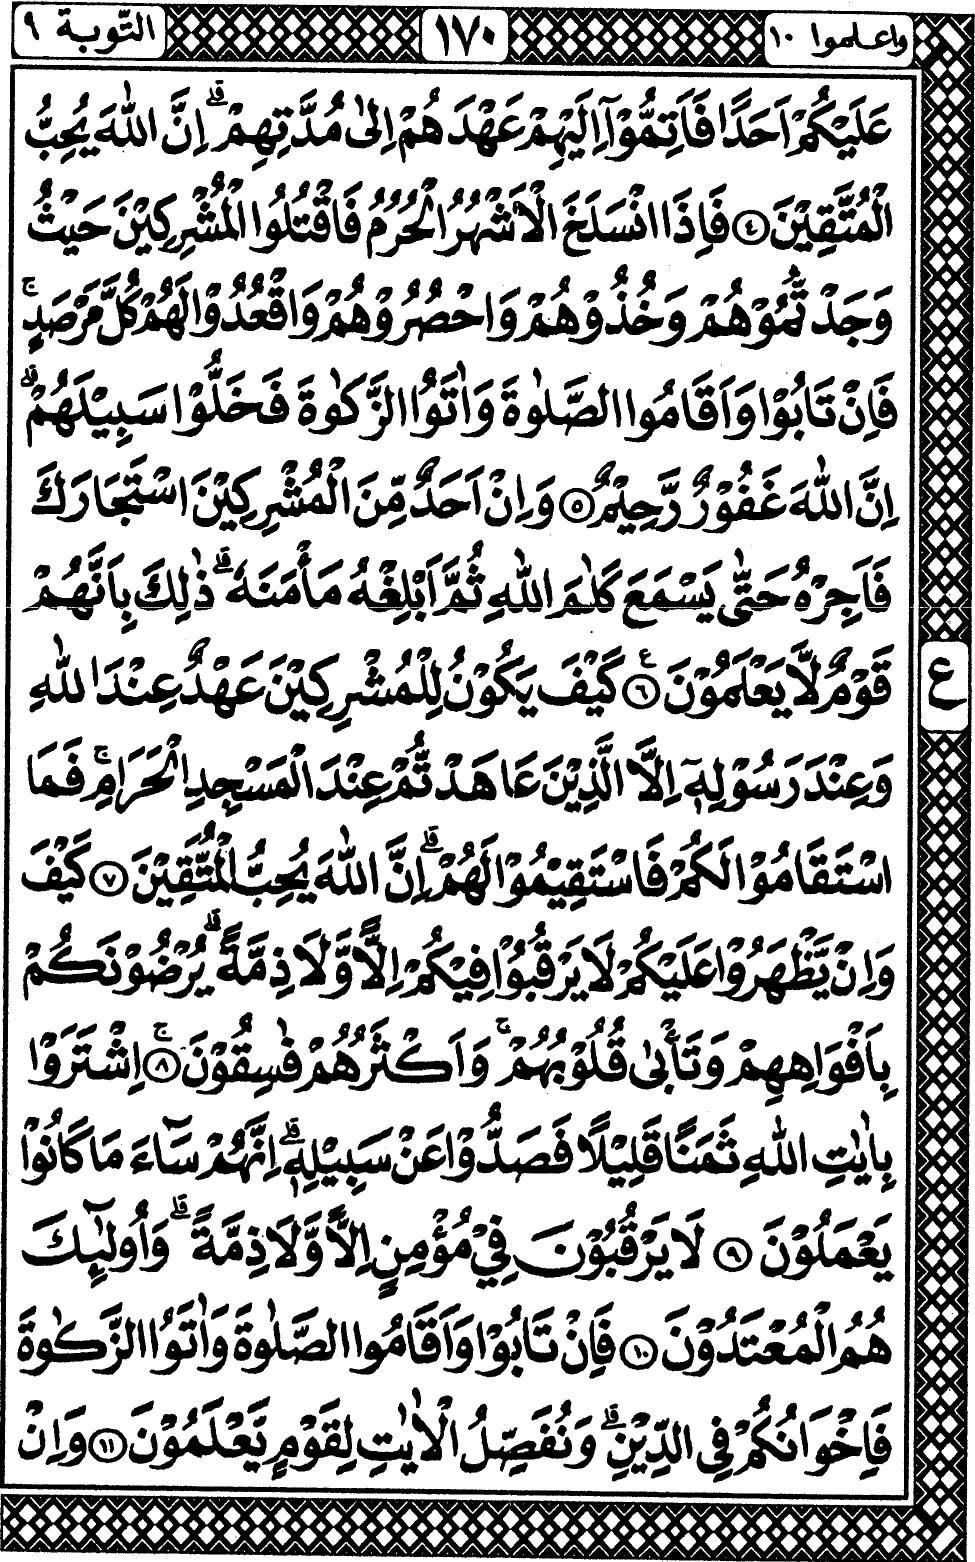 واعلموا ١٠ ١٧٠ التوبة ٩
عَلَيْكُمْ اَحَدًا فَاَتِمُّوْۤا اِلَيْهِمْ عَهْدَهُمْ اِلٰى مُدَّتِهِمْ ؕ اِنَّ اللّٰهَ يُحِبُّ
الْمُتَّقِيْنَ ۝٤ فَاِذَا انْسَلَخَ الْاَشْهُرُ الْحُرُمُ فَاقْتُلُوا الْمُشْرِكِيْنَ حَيْثُ
وَجَدْتُّمُوْهُمْ وَخُذُوْهُمْ وَاحْصُرُوْهُمْ وَاقْعُدُوْا لَهُمْ كُلَّ مَرْصَدٍ ۚ
فَاِنْ تَابُوْا وَاَقَامُوا الصَّلٰوةَ وَاٰتَوُا الزَّكٰوةَ فَخَلُّوْا سَبِيْلَهُمْ ؕ
اِنَّ اللّٰهَ غَفُوْرٌ رَّحِيْمٌ ۝٥ وَاِنْ اَحَدٌ مِّنَ الْمُشْرِكِيْنَ اسْتَجَارَكَ
فَاَجِرْهُ حَتّٰى يَسْمَعَ كَلٰمَ اللّٰهِ ثُمَّ اَبْلِغْهُ مَاْمَنَهٗ ؕ ذٰلِكَ بِاَنَّهُمْ
قَوْمٌ لَّا يَعْلَمُوْنَ ۝٦ كَيْفَ يَكُوْنُ لِلْمُشْرِكِيْنَ عَهْدٌ عِنْدَ اللّٰهِ
ع
وَعِنْدَ رَسُوْلِهٖۤ اِلَّا الَّذِيْنَ عَاهَدْتُّمْ عِنْدَ الْمَسْجِدِ الْحَرَامِ ۚ فَمَا
اسْتَقَامُوْا لَكُمْ فَاسْتَقِيْمُوْا لَهُمْ ؕ اِنَّ اللّٰهَ يُحِبُّ الْمُتَّقِيْنَ ۝٧ كَيْفَ
وَاِنْ يَّظْهَرُوْا عَلَيْكُمْ لَا يَرْقُبُوْا فِيْكُمْ اِلًّا وَّلَا ذِمَّةً ؕ يُرْضُوْنَكُمْ
بِاَفْوَاهِهِمْ وَتَاْبٰى قُلُوْبُهُمْ ۚ وَاَكْثَرُهُمْ فٰسِقُوْنَ ۝٨ۚ اِشْتَرَوْا
بِاٰيٰتِ اللّٰهِ ثَمَنًا قَلِيْلًا فَصَدُّوْا عَنْ سَبِيْلِهٖ ؕ اِنَّهُمْ سَآءَ مَا كَانُوْا
يَعْمَلُوْنَ ۝٩ لَا يَرْقُبُوْنَ فِيْ مُؤْمِنٍ اِلًّا وَّلَا ذِمَّةً ؕ وَاُولٰٓئِكَ
هُمُ الْمُعْتَدُوْنَ ۝١٠ فَاِنْ تَابُوْا وَاَقَامُوا الصَّلٰوةَ وَاٰتَوُا الزَّكٰوةَ
فَاِخْوَانُكُمْ فِي الدِّيْنِ ؕ وَنُفَصِّلُ الْاٰيٰتِ لِقَوْمٍ يَّعْلَمُوْنَ ۝١١ وَاِنْ